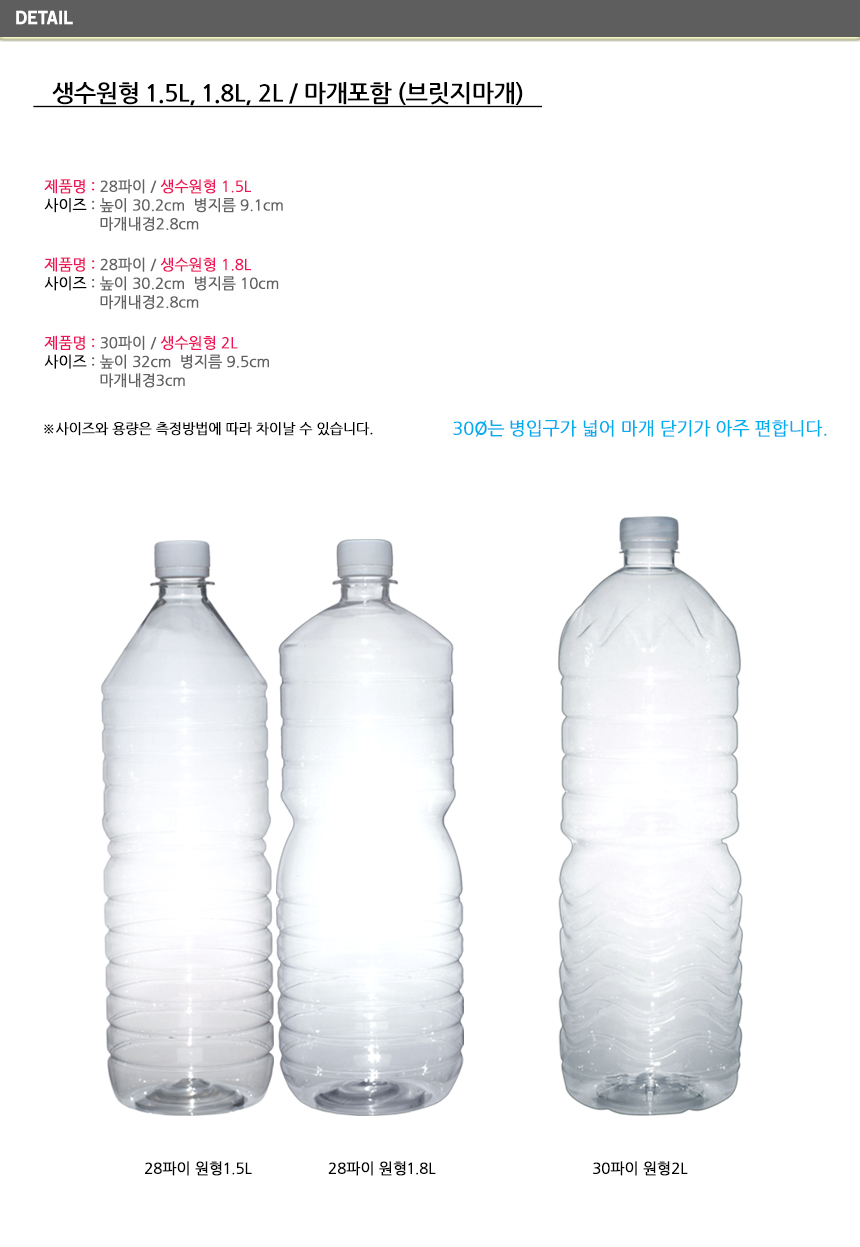 DETAIL
생수원형 1.5L, 1.8L, 2L / 마개포함 (브릿지마개)
제품명 : 28파이 / 생수원형 1.5L
사이즈 : 높이 30.2cm 병지름 9.1cm
마개내경2.8cm
제품명 : 28파이 / 생수원형 1.8L
사이즈 : 높이 30.2cm 병지름 10cm
마개내경2.8cm
제품명 : 30파이 / 생수원형 2L
사이즈 : 높이 32cm 병지름 9.5cm
마개내경3cm
※사이즈와 용량은 측정방법에 따라 차이날 수 있습니다.
30Ø는 병입구가 넓어 마개 닫기가 아주 편합니다.
28파이 원형1.5L
28파이 원형1.8L
30파이 원형2L